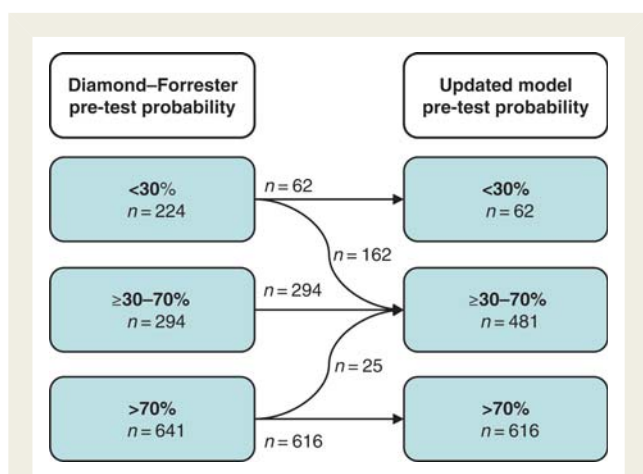 Diamond–Forrester
pre-test probability
Updated model
pre-test probability
<30%
n = 224
n = 62
<30%
n = 62
n = 162
≥30–70%
n = 294
n = 294
≥30–70%
n = 481
n = 25
>70%
n = 641
n = 616
>70%
n = 616